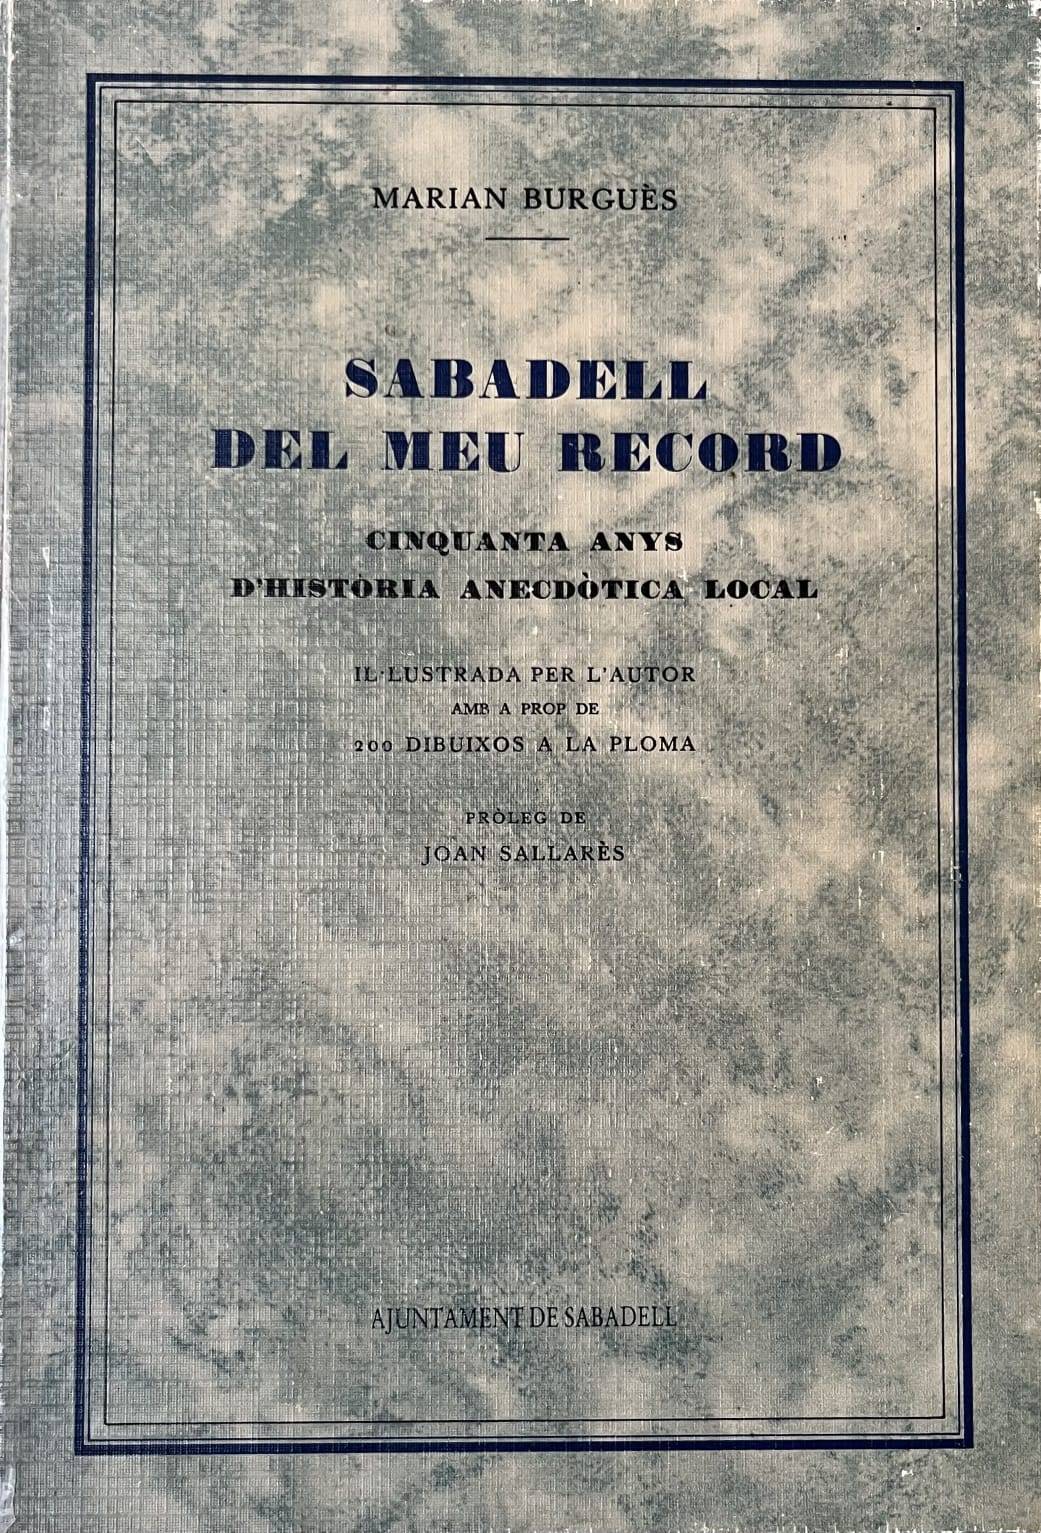 MARIAN BURGUÈS
SABADELL
DEL MEU RECORD
CINQUANTA ANYS
D'HISTÒRIA ANECDÒTICA LOCAL
IL·LUSTRADA PER L'AUTOR
AMB A PROP DE
200 DIBUIXOS A LA PLOMA
PRÒLEG DE
JOAN SALLARÈS
AJUNTAMENT DE SABADELL